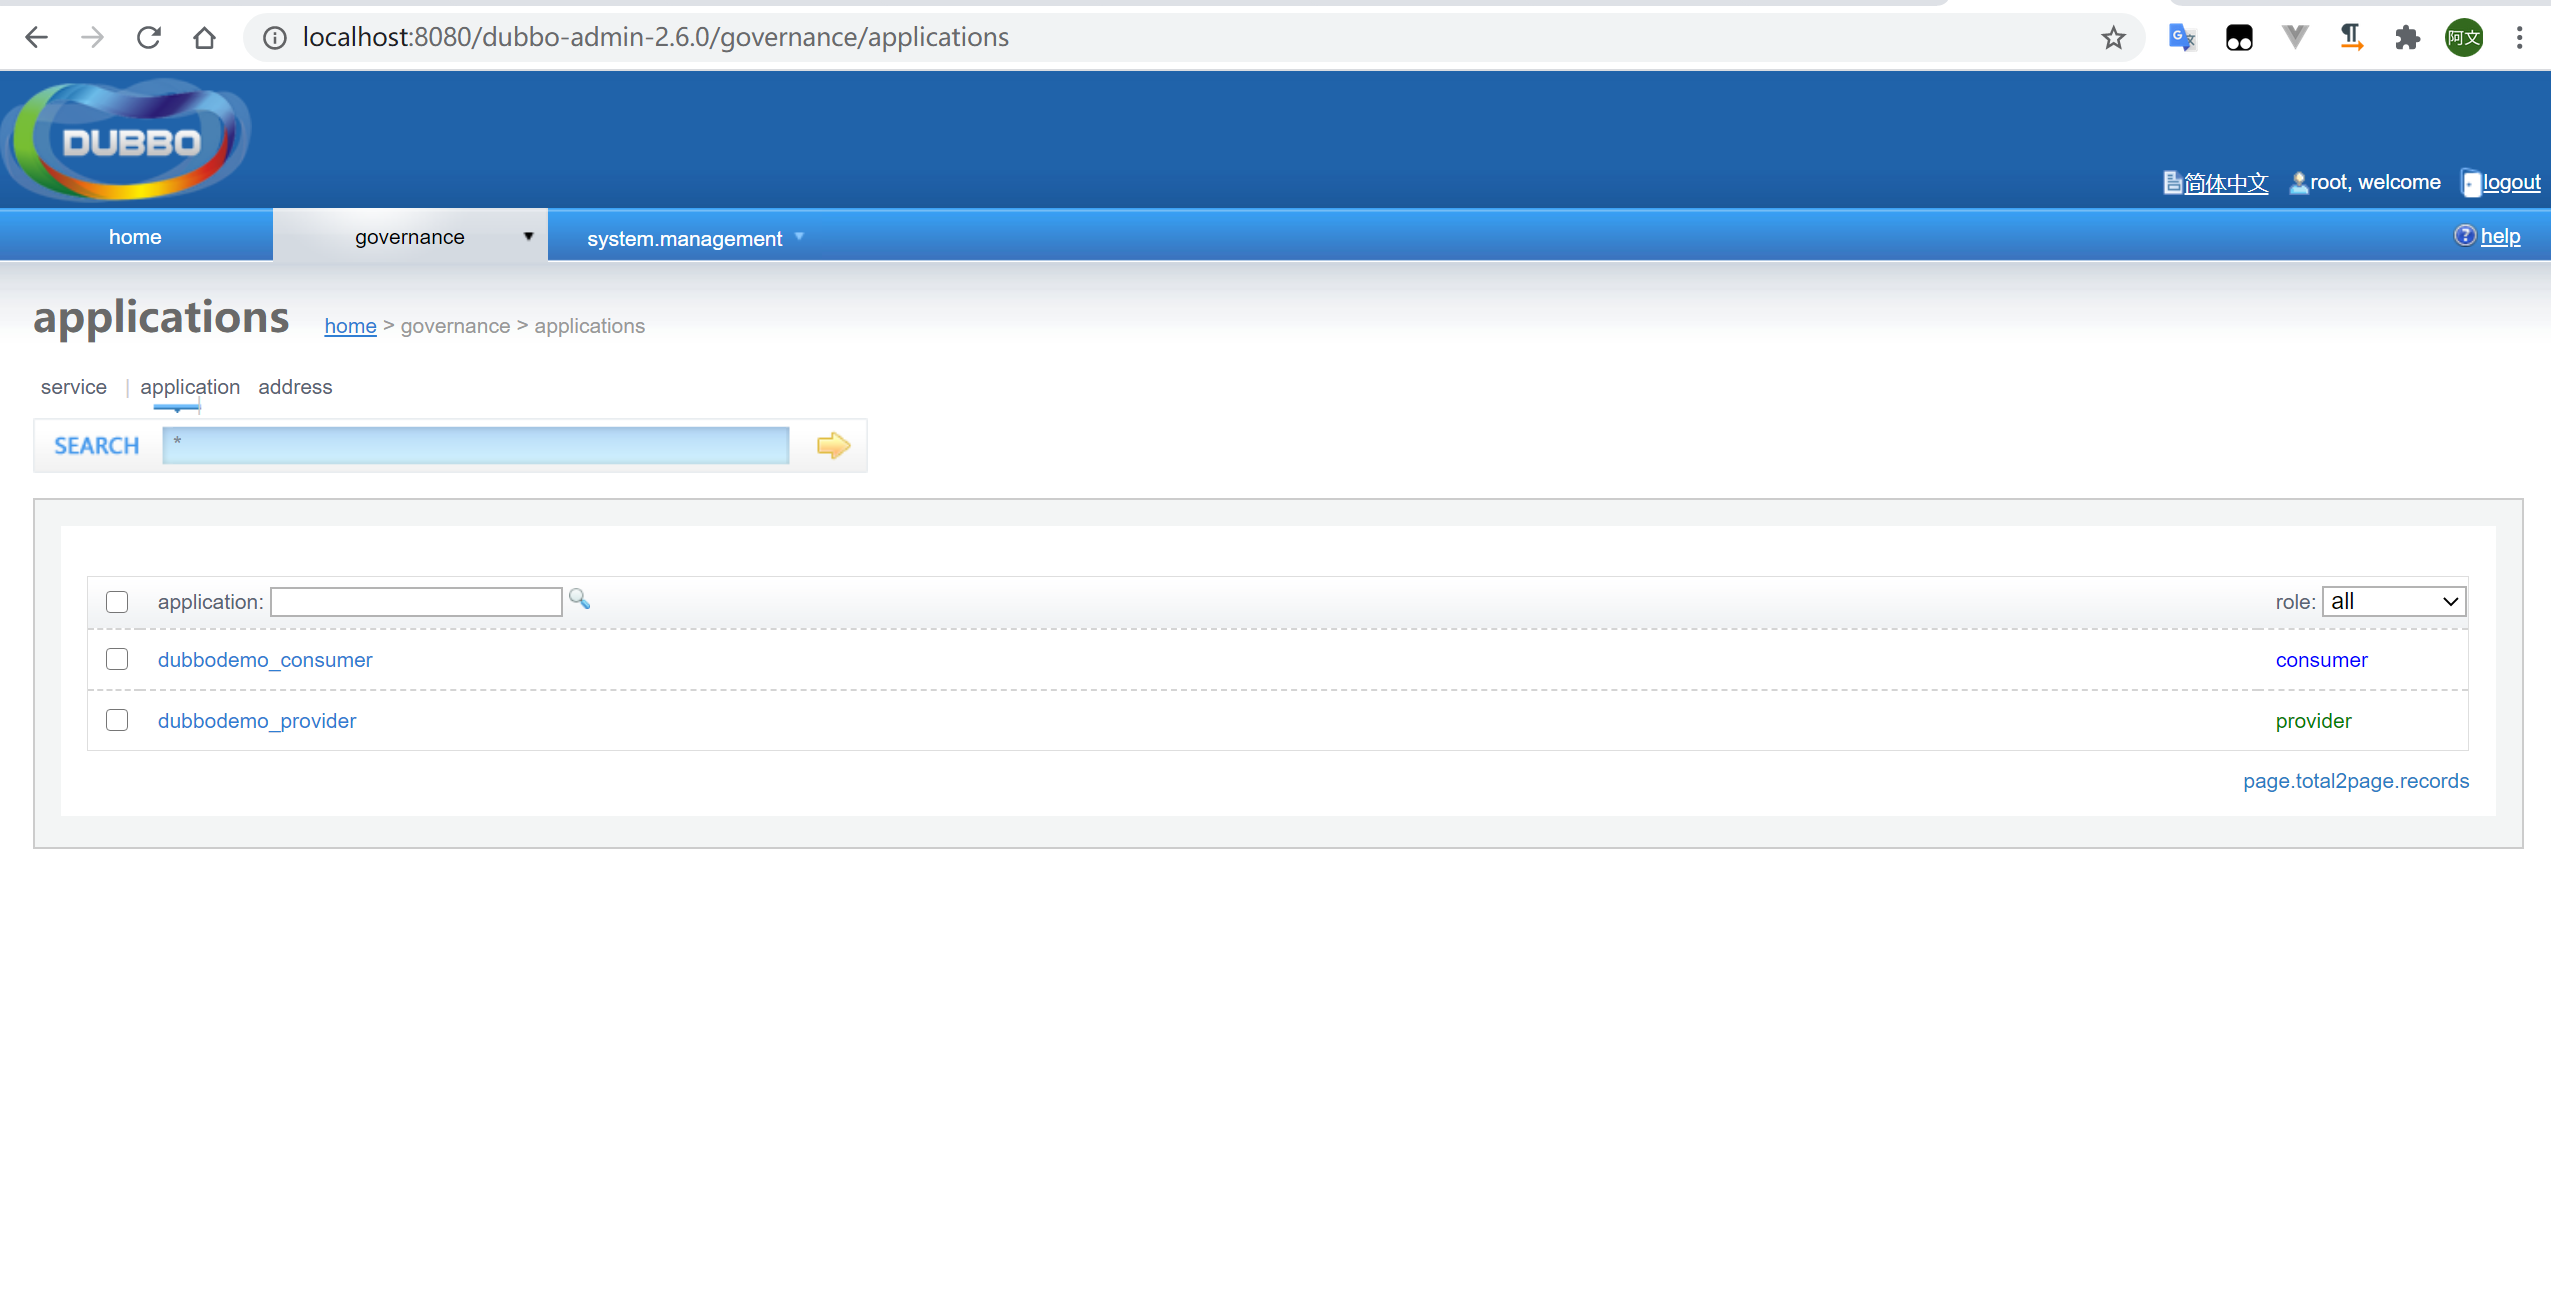 localhost:8080/dubbo-admin-2.6.0/governance/applications
阿文
DUBBO
简体中文 root, welcome logout
home governance system.management help
applications home > governance > applications
service | application address
SEARCH *
application: role: all
dubbodemo_consumer consumer
dubbodemo_provider provider
page.total2page.records